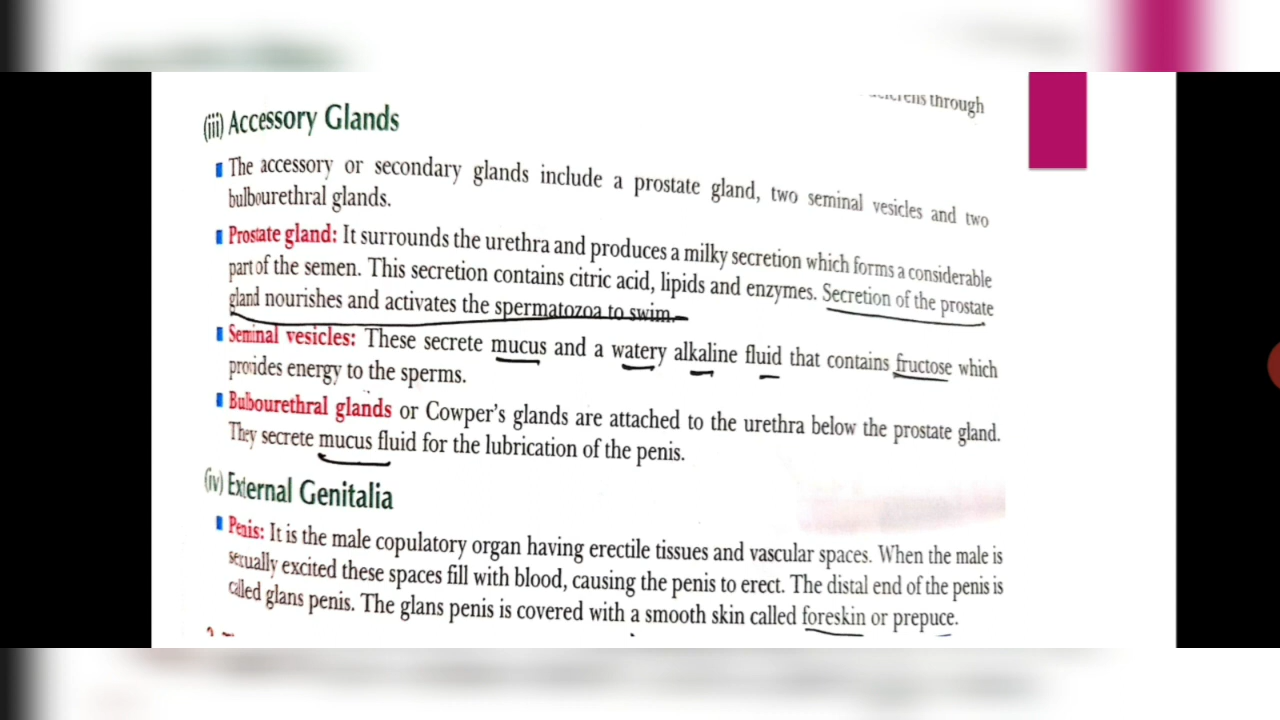 through
(iii) Accessory Glands
The accessory or secondary glands include a prostate gland, two seminal vesicles and two
bulbourethral glands.
Prostate gland: It surrounds the urethra and produces a milky secretion which forms a considerable
part of the semen. This secretion contains citric acid, lipids and enzymes. Secretion of the prostate
gland nourishes and activates the spermatozoa to swim.
Seminal vesicles: These secrete mucus and a watery alkaline fluid that contains fructose which
provides energy to the sperms.
Bulbourethral glands or Cowper's glands are attached to the urethra below the prostate gland.
They secrete mucus fluid for the lubrication of the penis.
(iv) External Genitalia
Penis: It is the male copulatory organ having erectile tissues and vascular spaces. When the male is
sexually excited these spaces fill with blood, causing the penis to erect. The distal end of the penis is
called glans penis. The glans penis is covered with a smooth skin called foreskin or prepuce.